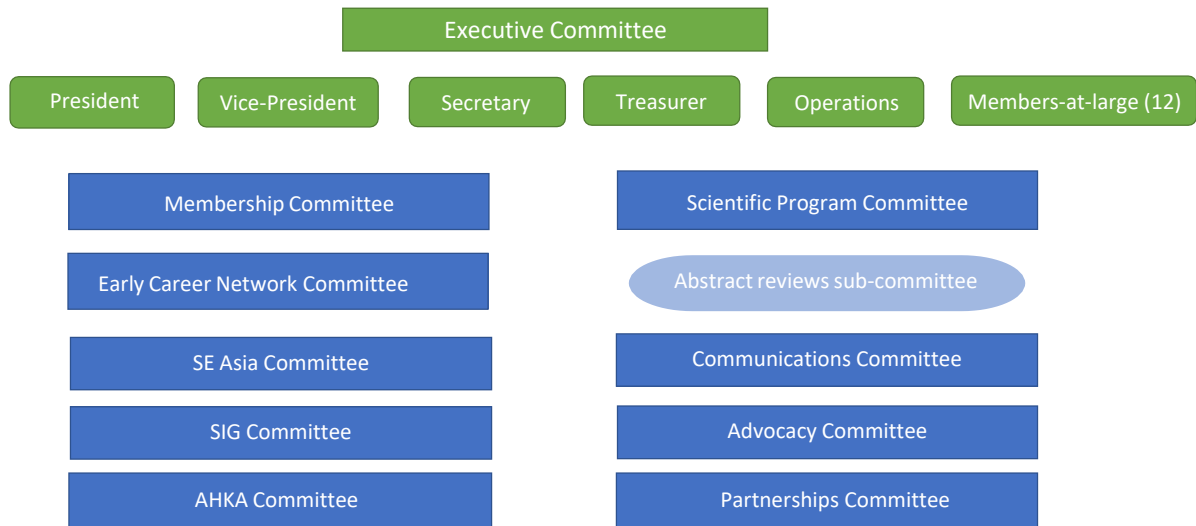 Executive Committee
President
Vice-President
Secretary
Treasurer
Operations
Members-at-large (12)
Membership Committee
Scientific Program Committee
Early Career Network Committee
Abstract reviews sub-committee
SE Asia Committee
Communications Committee
SIG Committee
Advocacy Committee
AHKA Committee
Partnerships Committee